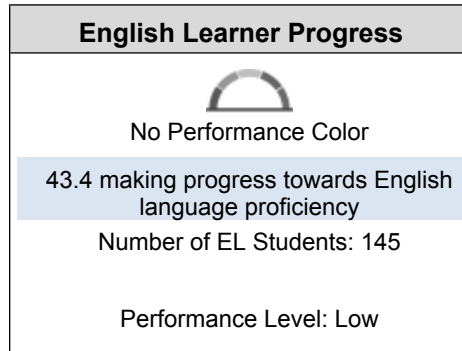 English Learner Progress
No Performance Color
43.4 making progress towards English
language proficiency
Number of EL Students: 145
Performance Level: Low